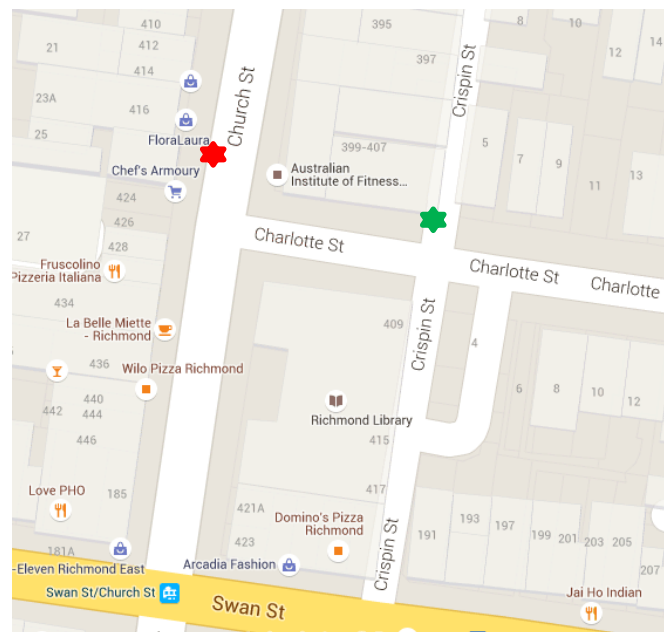 410
395
8
10
14
21
412
12
397
414
Church St
Crispin St
23A
416
25
FloraLaura
5
399-407
7
9
Chef's Armoury
Australian
Institute of Fitness...
11
13
424
426
27
428
Charlotte St
Charlotte St
Charlotte
Fruscolino
Pizzeria Italiana
434
La Belle Miette
- Richmond
409
Crispin St
4
436
Wilo Pizza Richmond
6
8
10
12
440
442
444
446
Richmond Library
415
Love PHO
185
417
421A
Domino's Pizza
Richmond
423
191
193
197
199
201
203
205
207
181A
-Eleven Richmond East
Arcadia Fashion
Crispin St
Swan St/Church St
Swan St
Jai Ho Indian